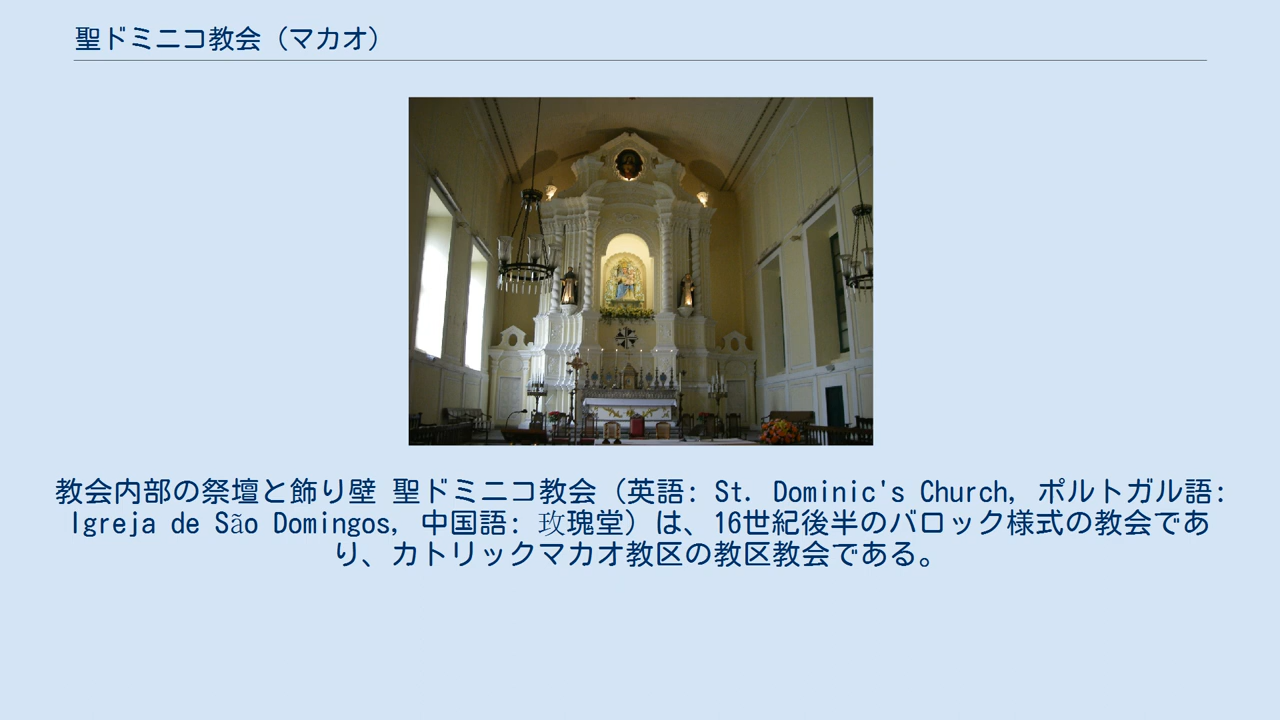 聖ドミニコ教会（マカオ）
教会内部の祭壇と飾り壁 聖ドミニコ教会（英語: St. Dominic's Church, ポルトガル語:
Igreja de São Domingos, 中国語: 玫瑰堂）は、16世紀後半のバロック様式の教会であ
り、カトリックマカオ教区の教区教会である。